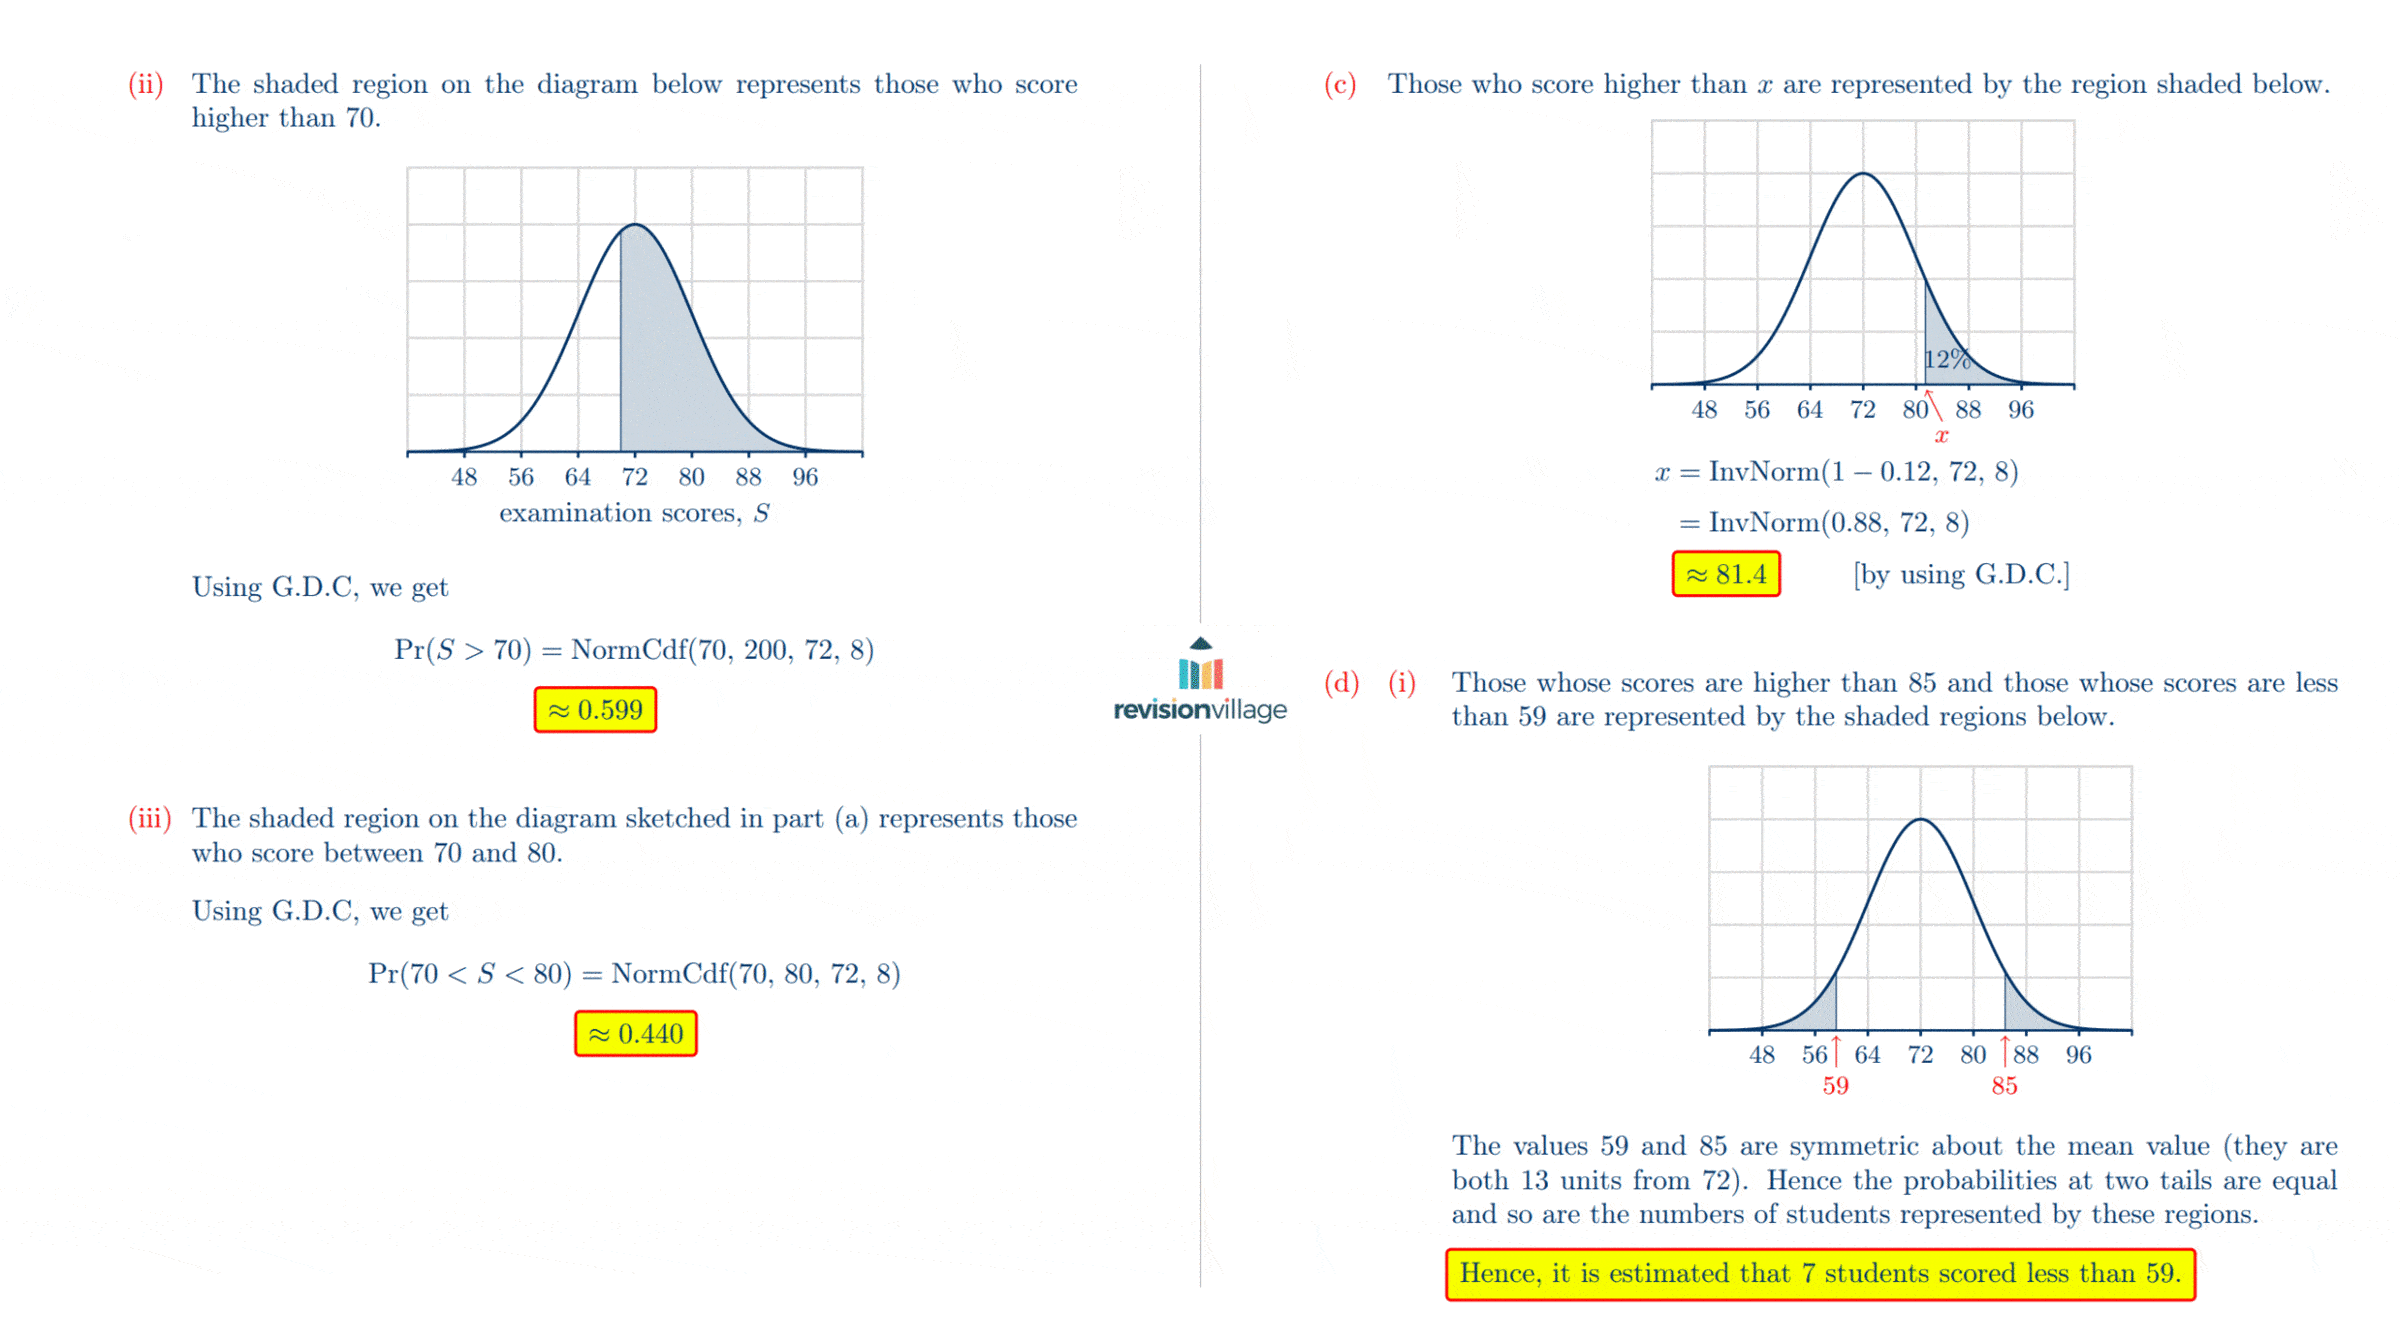 (ii) The shaded region on the diagram below represents those who score
higher than 70.
48 56 64 72 80 88 96
examination scores, S
Using G.D.C, we get
Pr(S > 70) = NormCdf(70, 200, 72, 8)
≈ 0.599
(iii) The shaded region on the diagram sketched in part (a) represents those
who score between 70 and 80.
Using G.D.C, we get
Pr(70 < S < 80) = NormCdf(70, 80, 72, 8)
≈ 0.440
revisionvillage
(c) Those who score higher than x are represented by the region shaded below.
12%
48 56 64 72 80 88 96
x
x = InvNorm(1 − 0.12, 72, 8)
= InvNorm(0.88, 72, 8)
≈ 81.4 [by using G.D.C.]
(d) (i) Those whose scores are higher than 85 and those whose scores are less
than 59 are represented by the shaded regions below.
48 56 64 72 80 88 96
59 85
The values 59 and 85 are symmetric about the mean value (they are
both 13 units from 72). Hence the probabilities at two tails are equal
and so are the numbers of students represented by these regions.
Hence, it is estimated that 7 students scored less than 59.